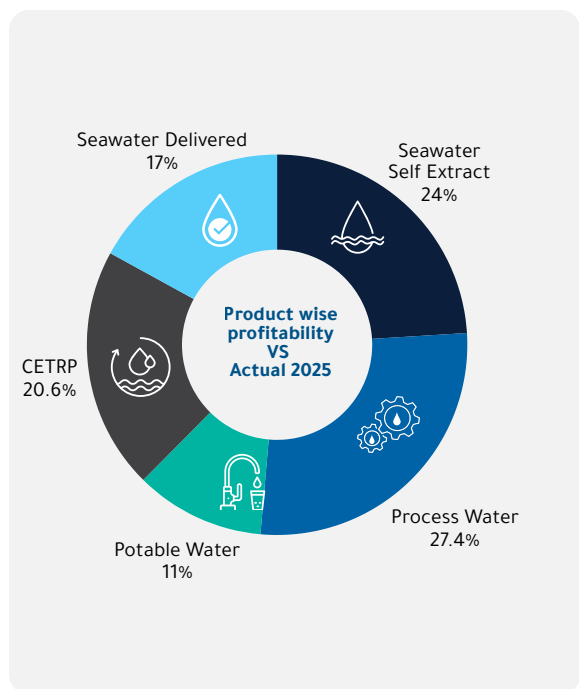 Seawater Delivered
17%
Seawater
Self Extract
24%
Product wise
profitability
VS
Actual 2025
CETRP
20.6%
Process Water
27.4%
Potable Water
11%